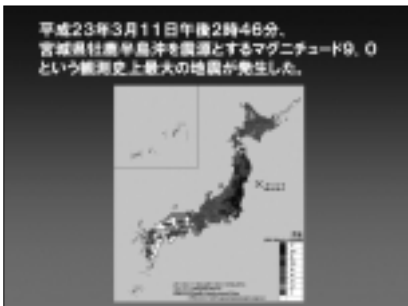 平成23年3月11日午後2時46分、
宮城県牡鹿半島沖を震源とするマグニチュード9.0
という観測史上最大の地震が発生した。